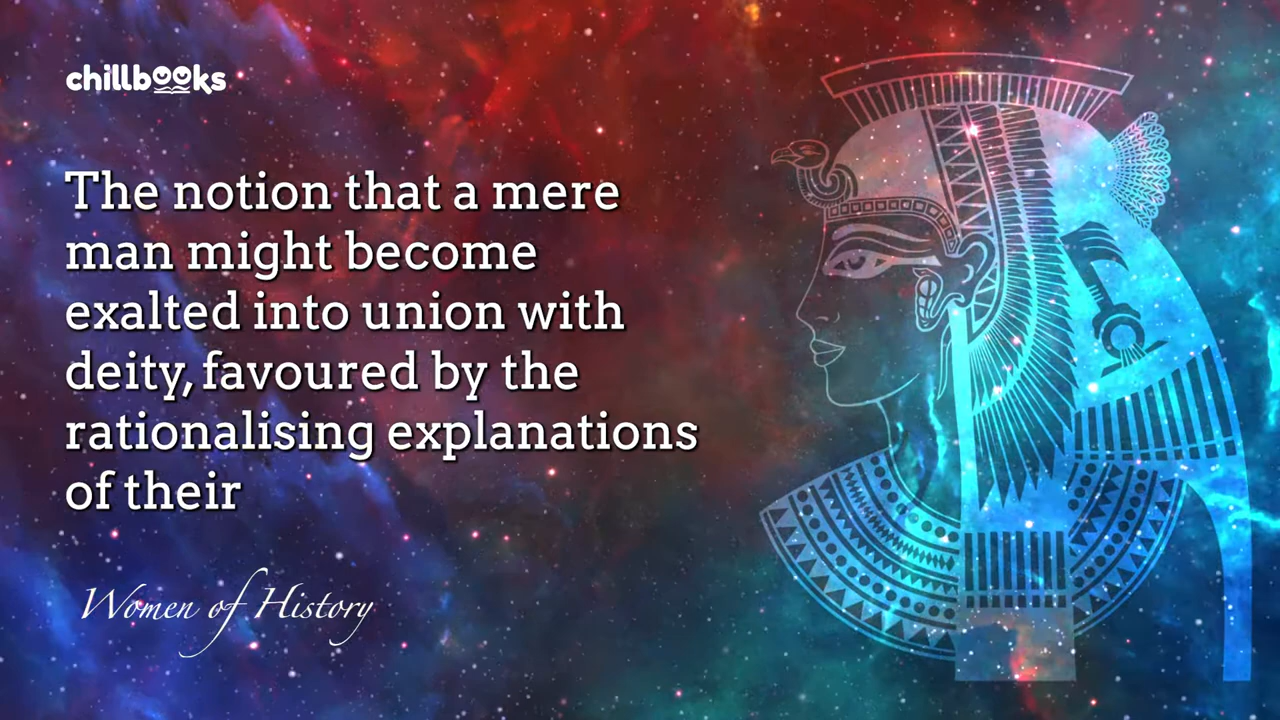 chillbooks
The notion that a mere
man might become
exalted into union with
deity, favoured by the
rationalising explanations
of their
Women of History